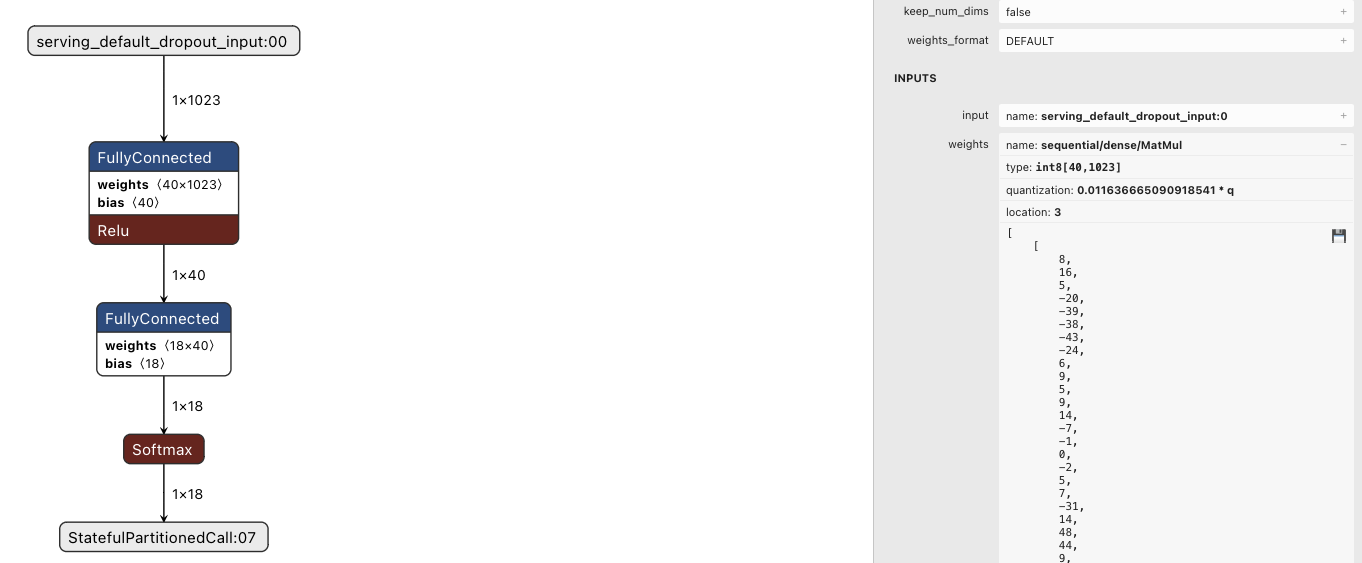 serving_default_dropout_input:00
1×1023
FullyConnected
weights ⟨40×1023⟩
bias ⟨40⟩
Relu
1×40
FullyConnected
weights ⟨18×40⟩
bias ⟨18⟩
1×18
Softmax
1×18
StatefulPartitionedCall:07
keep_num_dims false +
weights_format DEFAULT +
INPUTS
input name: serving_default_dropout_input:0 +
weights name: sequential/dense/MatMul −
type: int8[40,1023]
quantization: 0.011636665090918541 * q
location: 3
[
[
8,
16,
5,
-20,
-39,
-38,
-43,
-24,
6,
9,
5,
9,
14,
-7,
-1,
0,
-2,
5,
7,
-31,
14,
48,
44,
9,